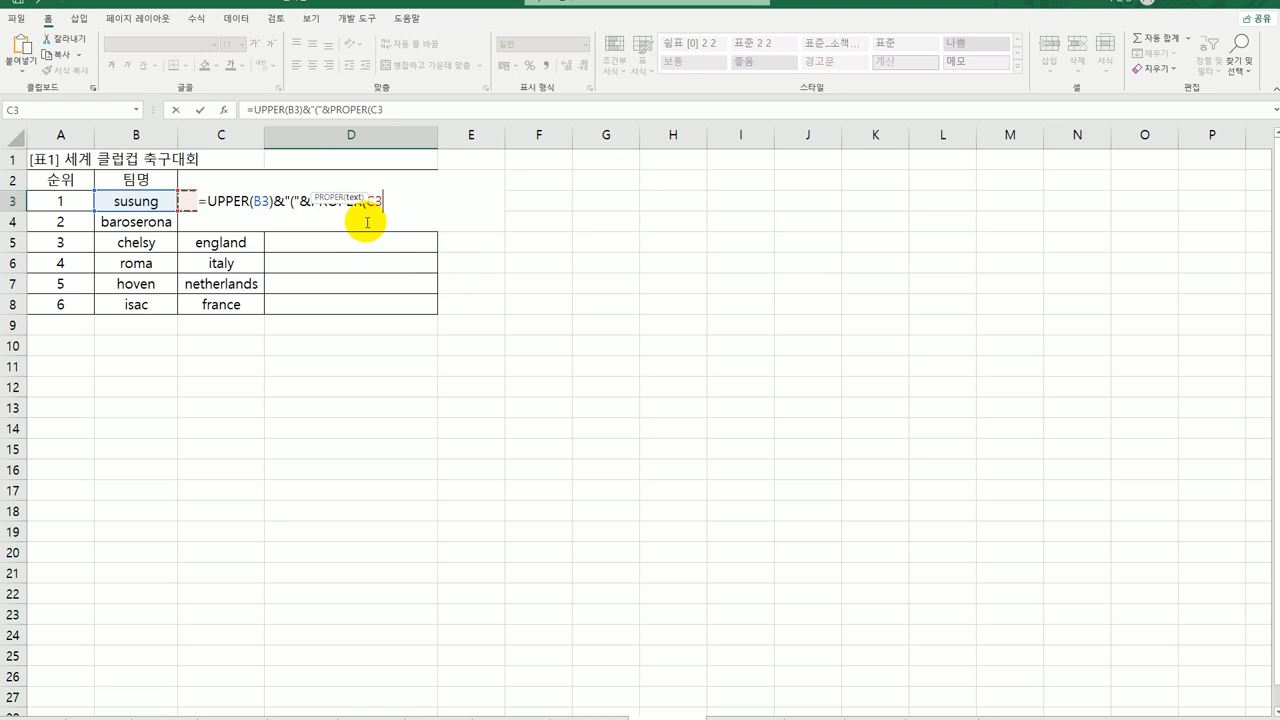 파일 홈 삽입 페이지 레이아웃 수식 데이터 검토 보기 개발 도구 도움말 공유
붙여넣기 잘라내기 복사 서식 복사 클립보드
11 가 가 가 가 가 글꼴
자동 줄 바꿈 병합하고 가운데 맞춤 맞춤
일반 % 표시 형식
조건부 서식 표 서식 쉼표 [0] 2 2 표준 2 2 표준_소책... 표준 나쁨
보통 좋음 경고문 계산 메모 스타일
삽입 삭제 서식 셀
자동 합계 채우기 지우기 정렬 및 필터 찾기 및 선택 편집
C3 fx =UPPER(B3)&"("&PROPER(C3
A B C D E F G H I J K L M N O P
1 [표1] 세계 클럽컵 축구대회
2 순위 팀명
PROPER(text)
3 1 susung =UPPER(B3)&"("&PROPER(C3
4 2 baroserona
5 3 chelsy england
6 4 roma italy
7 5 hoven netherlands
8 6 isac france
9
10
11
12
13
14
15
16
17
18
19
20
21
22
23
24
25
26
27